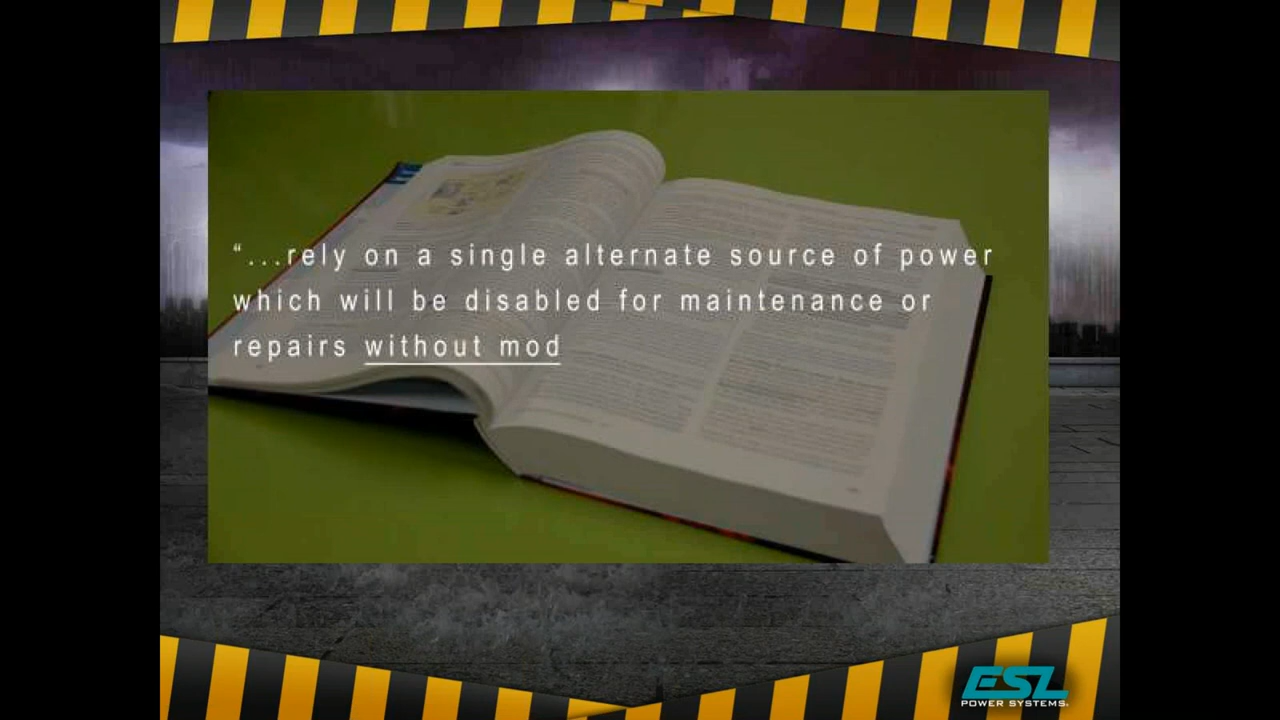 “...rely on a single alternate source of power
which will be disabled for maintenance or
repairs without mod
ESL
POWER SYSTEMS.